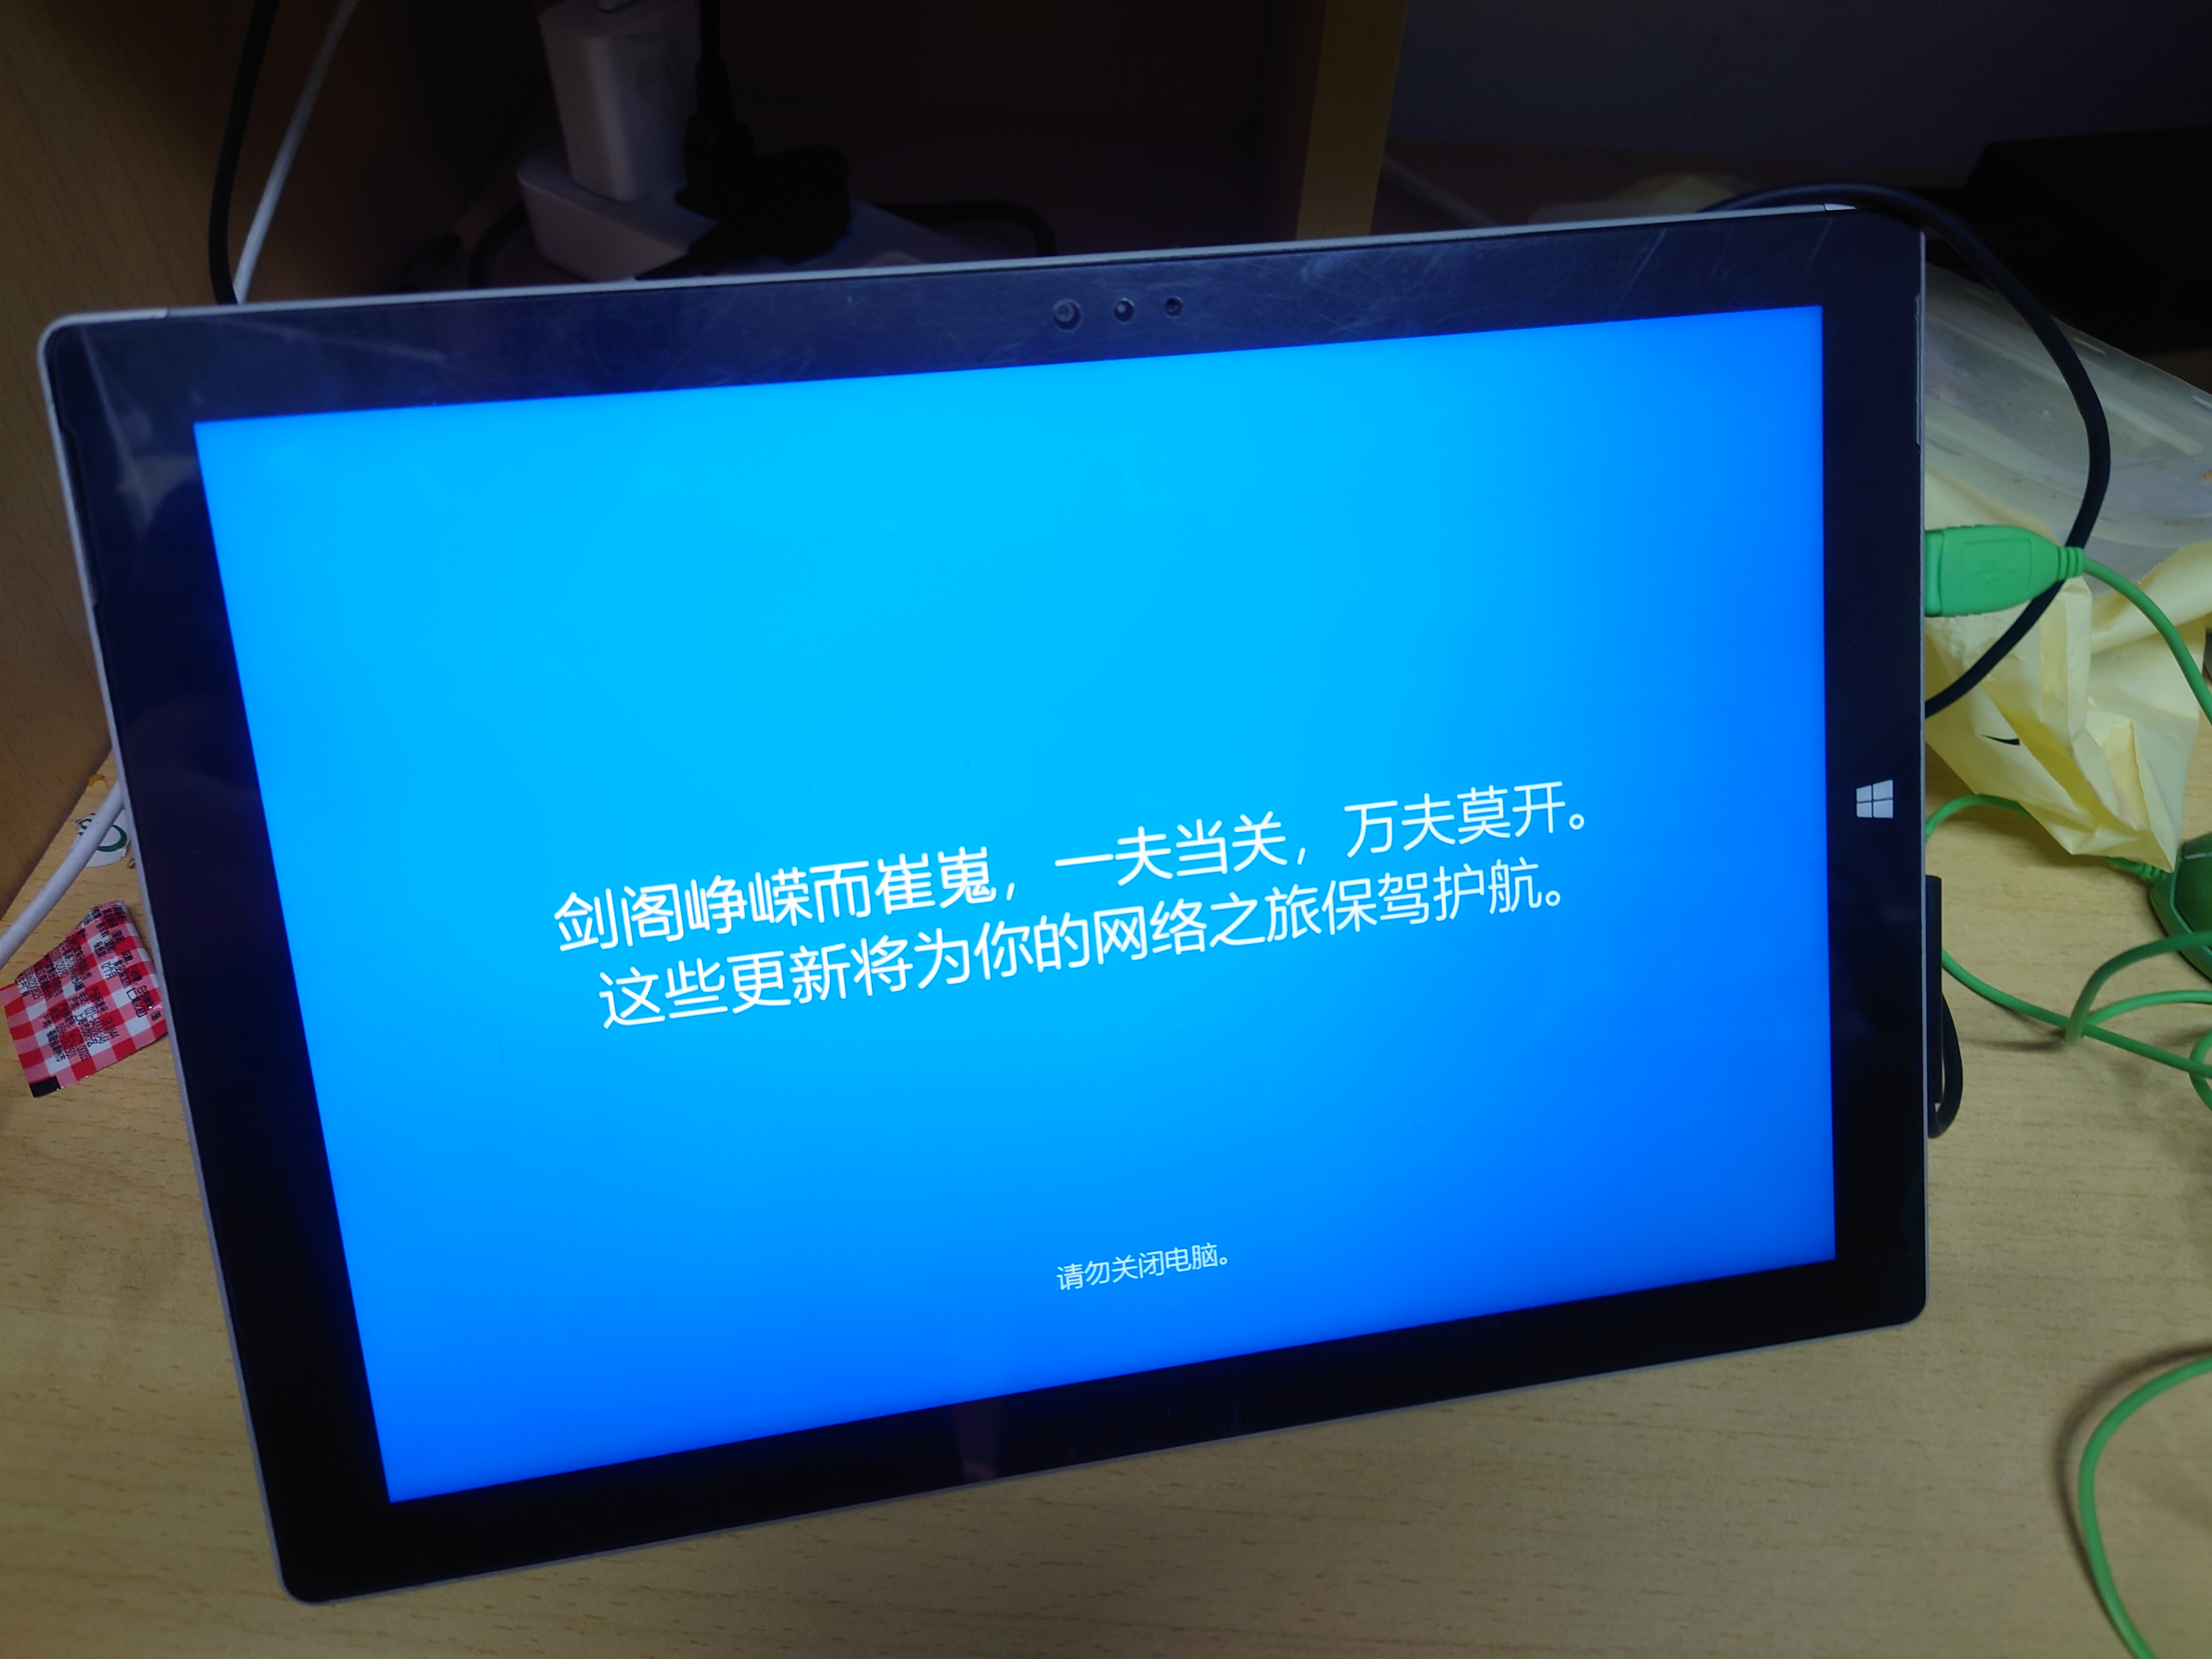 剑阁峥嵘而崔嵬，一夫当关，万夫莫开。
这些更新将为你的网络之旅保驾护航。
请勿关闭电脑。